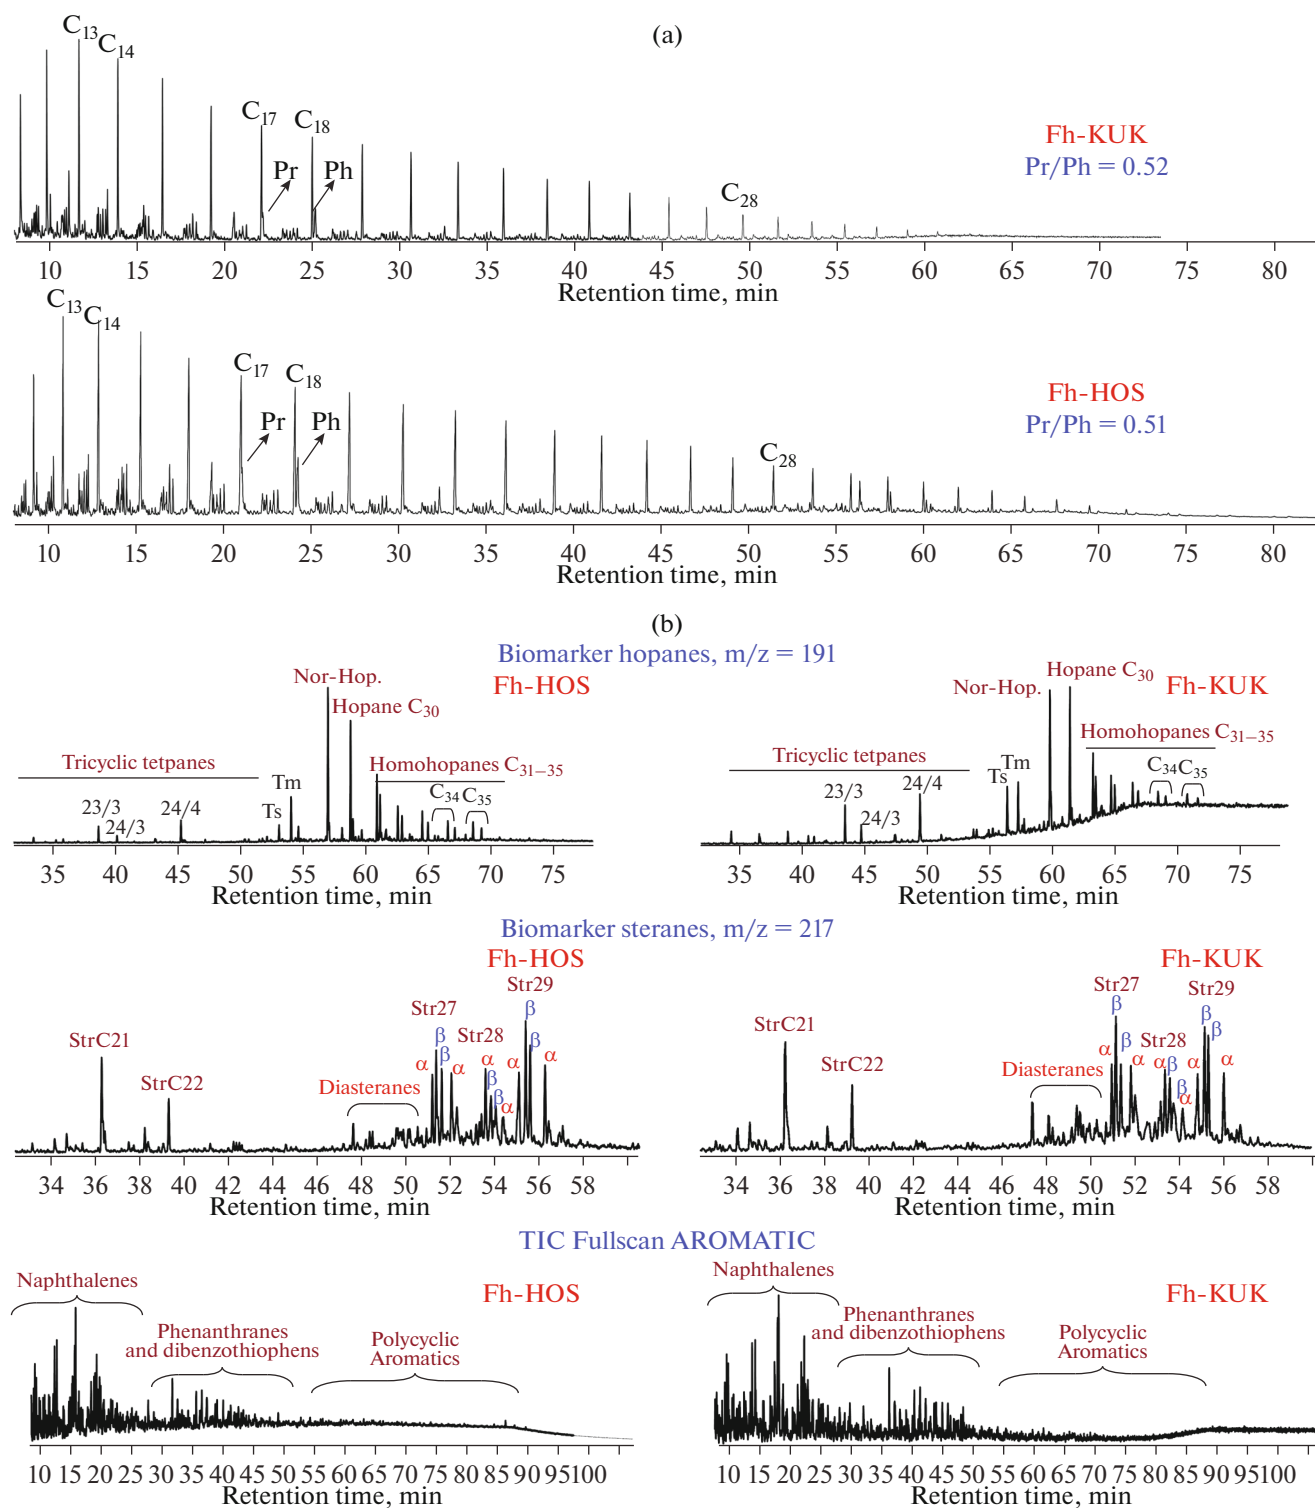 (a)
C13
C14
C17
C18
Pr
Ph
C28
Fh-KUK
Pr/Ph = 0.52
10 15 20 25 30 35 40 45 50 55 60 65 70 75 80
Retention time, min
C13
C14
C17
C18
Pr
Ph
C28
Fh-HOS
Pr/Ph = 0.51
10 15 20 25 30 35 40 45 50 55 60 65 70 75 80
Retention time, min
(b)
Biomarker hopanes, m/z = 191
Fh-HOS
Nor-Hop.
Hopane C30
Tricyclic tetpanes
Homohopanes C31–35
23/3
24/3
24/4
Ts
Tm
C34
C35
35 40 45 50 55 60 65 70 75
Retention time, min
Fh-KUK
Hopane C30
Nor-Hop.
Homohopanes C31–35
Tricyclic tetpanes
23/3
24/3
24/4
Ts
Tm
C34
C35
35 40 45 50 55 60 65 70 75
Retention time, min
Biomarker steranes, m/z = 217
Fh-HOS
StrC21
StrC22
Diasteranes
Str27
Str28
Str29
α β β α α β β α α β β α
34 36 38 40 42 44 46 48 50 52 54 56 58
Retention time, min
Fh-KUK
StrC21
StrC22
Diasteranes
Str27
Str28
Str29
α β β α α β β α α β β α
34 36 38 40 42 44 46 48 50 52 54 56 58
Retention time, min
TIC Fullscan AROMATIC
Fh-HOS
Naphthalenes
Phenanthranes
and dibenzothiophens
Polycyclic
Aromatics
10 15 20 25 30 35 40 45 50 55 60 65 70 75 80 85 90 95 100
Retention time, min
Fh-KUK
Naphthalenes
Phenanthranes
and dibenzothiophens
Polycyclic
Aromatics
10 15 20 25 30 35 40 45 50 55 60 65 70 75 80 85 90 95 100
Retention time, min